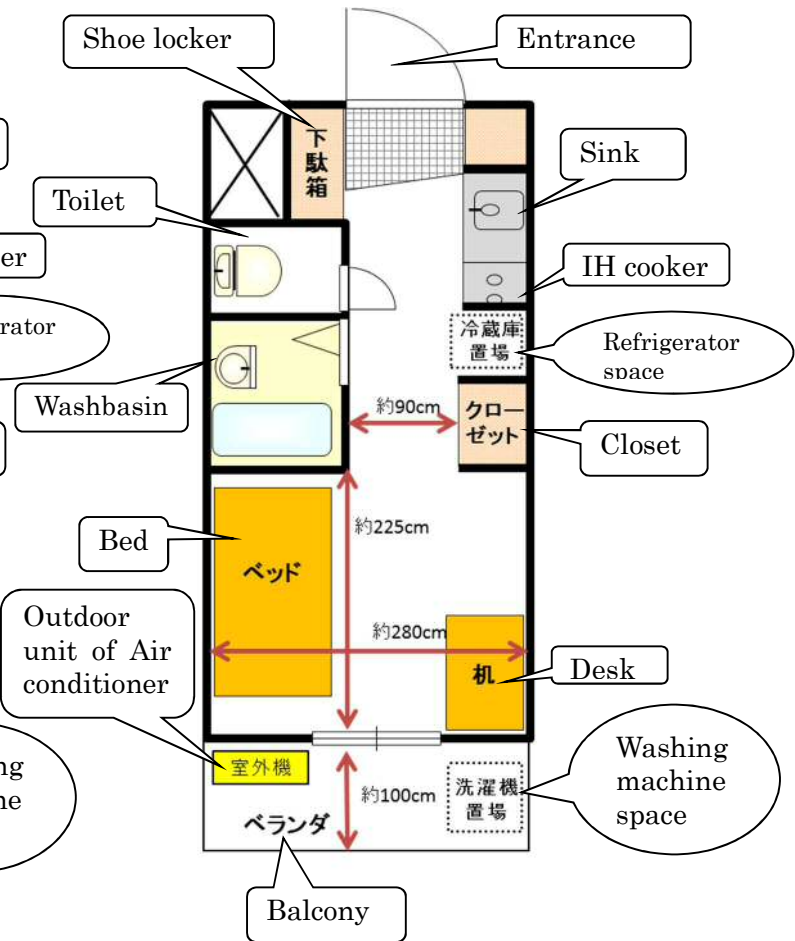 Shoe locker
Entrance
下駄箱
Sink
Toilet
er
IH cooker
rator
冷蔵庫
置場
Refrigerator
space
Washbasin
約90cm
クロー
ゼット
Closet
Bed
約225cm
ベッド
Outdoor
unit of Air
conditioner
約280cm
机
Desk
ng
ne
室外機
約100cm
洗濯機
置場
Washing
machine
space
ベランダ
Balcony